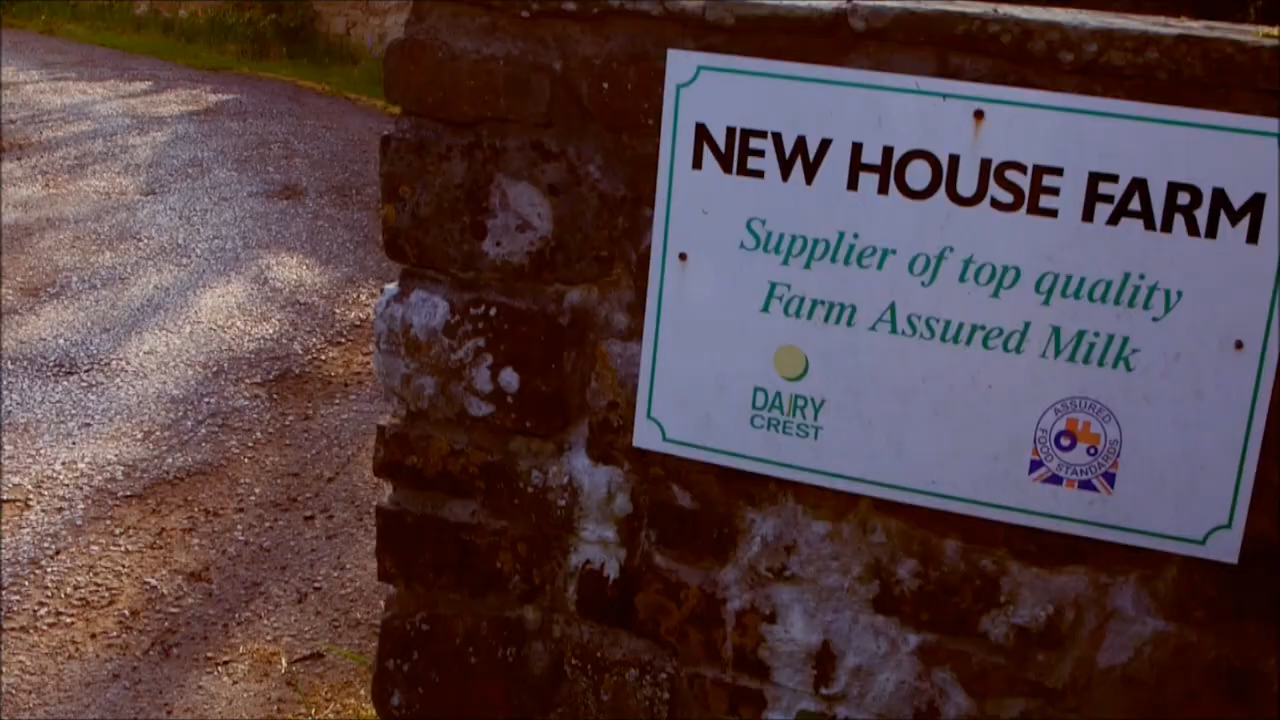 NEW HOUSE FARM
Supplier of top quality
Farm Assured Milk
DAIRY
CREST
ASSURED
FOOD STANDARDS